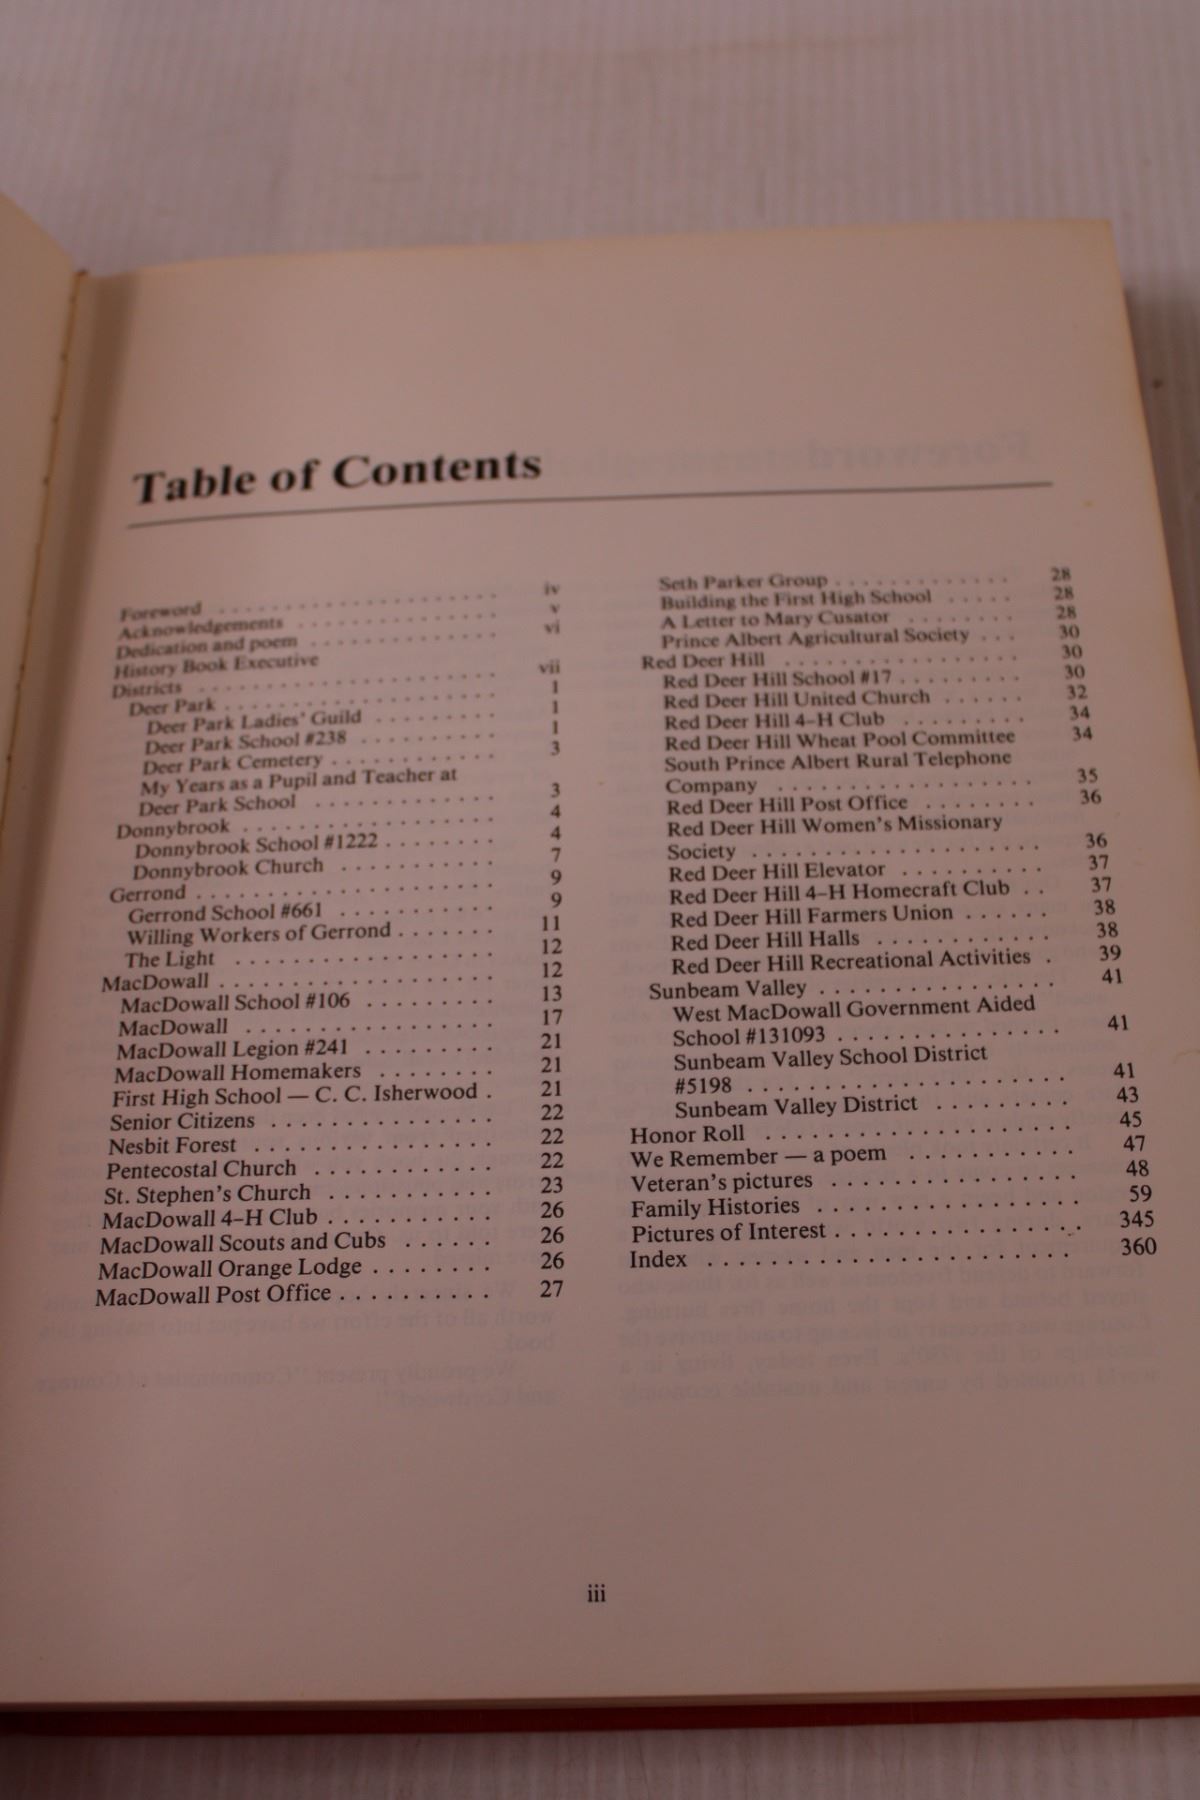 Table of Contents
Foreword . . . . . . . . . . . . . . . . . . . . . . iv
Acknowledgements . . . . . . . . . . . . . . . v
Dedication and poem . . . . . . . . . . . . . . vi
History Book Executive
Districts . . . . . . . . . . . . . . . . . . . . . . . vii
Deer Park . . . . . . . . . . . . . . . . . . . . . 1
Deer Park Ladies' Guild . . . . . . . . . 1
Deer Park School #238 . . . . . . . . . . 1
Deer Park Cemetery . . . . . . . . . . . . 3
My Years as a Pupil and Teacher at
Deer Park School . . . . . . . . . . . . . 3
Donnybrook . . . . . . . . . . . . . . . . . . . 4
Donnybrook School #1222 . . . . . . . . 4
Donnybrook Church . . . . . . . . . . . 7
Gerrond . . . . . . . . . . . . . . . . . . . . . . 9
Gerrond School #661 . . . . . . . . . . . 9
Willing Workers of Gerrond . . . . . . . 11
The Light . . . . . . . . . . . . . . . . . . . 12
MacDowall . . . . . . . . . . . . . . . . . . . . 12
MacDowall School #106 . . . . . . . . . 13
MacDowall . . . . . . . . . . . . . . . . . . 17
MacDowall Legion #241 . . . . . . . . . 21
MacDowall Homemakers . . . . . . . . 21
First High School — C. C. Isherwood . 21
Senior Citizens . . . . . . . . . . . . . . . . 22
Nesbit Forest . . . . . . . . . . . . . . . . . 22
Pentecostal Church . . . . . . . . . . . . . 22
St. Stephen's Church . . . . . . . . . . . . 23
MacDowall 4-H Club . . . . . . . . . . . . 26
MacDowall Scouts and Cubs . . . . . . 26
MacDowall Orange Lodge . . . . . . . . 26
MacDowall Post Office . . . . . . . . . . . 27
Seth Parker Group . . . . . . . . . . . . . 28
Building the First High School . . . . . 28
A Letter to Mary Cusator . . . . . . . . 28
Prince Albert Agricultural Society . . . 30
Red Deer Hill . . . . . . . . . . . . . . . . . 30
Red Deer Hill School #17 . . . . . . . . . 30
Red Deer Hill United Church . . . . . . 32
Red Deer Hill 4-H Club . . . . . . . . . 34
Red Deer Hill Wheat Pool Committee 34
South Prince Albert Rural Telephone
Company . . . . . . . . . . . . . . . . . . 35
Red Deer Hill Post Office . . . . . . . . 36
Red Deer Hill Women's Missionary
Society . . . . . . . . . . . . . . . . . . . . 36
Red Deer Hill Elevator . . . . . . . . . . 37
Red Deer Hill 4-H Homecraft Club . . 37
Red Deer Hill Farmers Union . . . . . . 38
Red Deer Hill Halls . . . . . . . . . . . . 38
Red Deer Hill Recreational Activities . 39
Sunbeam Valley . . . . . . . . . . . . . . . . 41
West MacDowall Government Aided
School #131093 . . . . . . . . . . . . . . . 41
Sunbeam Valley School District
#5198 . . . . . . . . . . . . . . . . . . . . . 41
Sunbeam Valley District . . . . . . . . . 43
Honor Roll . . . . . . . . . . . . . . . . . . . . 45
We Remember — a poem . . . . . . . . . . . 47
Veteran's pictures . . . . . . . . . . . . . . . . 48
Family Histories . . . . . . . . . . . . . . . . . 59
Pictures of Interest . . . . . . . . . . . . . . . . 345
Index . . . . . . . . . . . . . . . . . . . . . . . . 360
iii